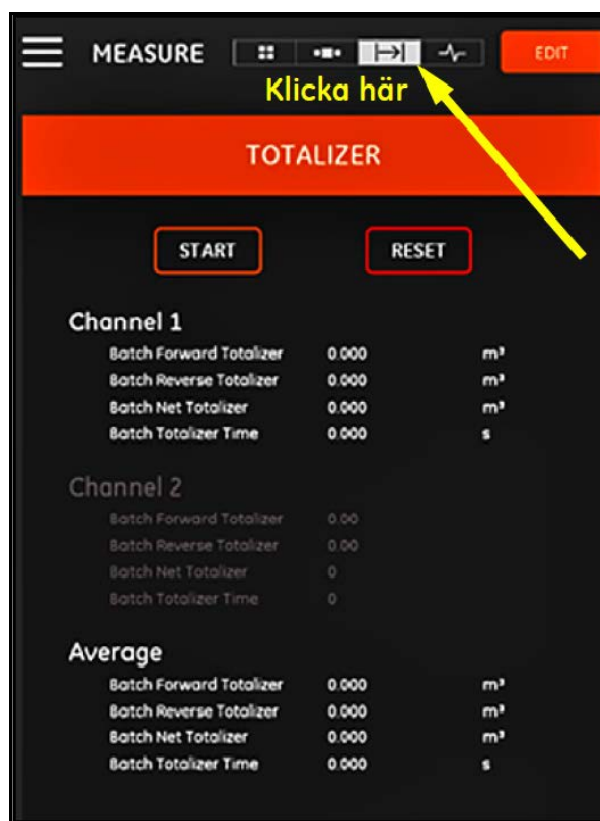 MEASURE EDIT
Klicka här
TOTALIZER
START RESET
Channel 1
Batch Forward Totalizer 0.000 m³
Batch Reverse Totalizer 0.000 m³
Batch Net Totalizer 0.000 m³
Batch Totalizer Time 0.000 s
Channel 2
Batch Forward Totalizer 0.00
Batch Reverse Totalizer 0.00
Batch Net Totalizer 0
Batch Totalizer Time 0
Average
Batch Forward Totalizer 0.000 m³
Batch Reverse Totalizer 0.000 m³
Batch Net Totalizer 0.000 m³
Batch Totalizer Time 0.000 s